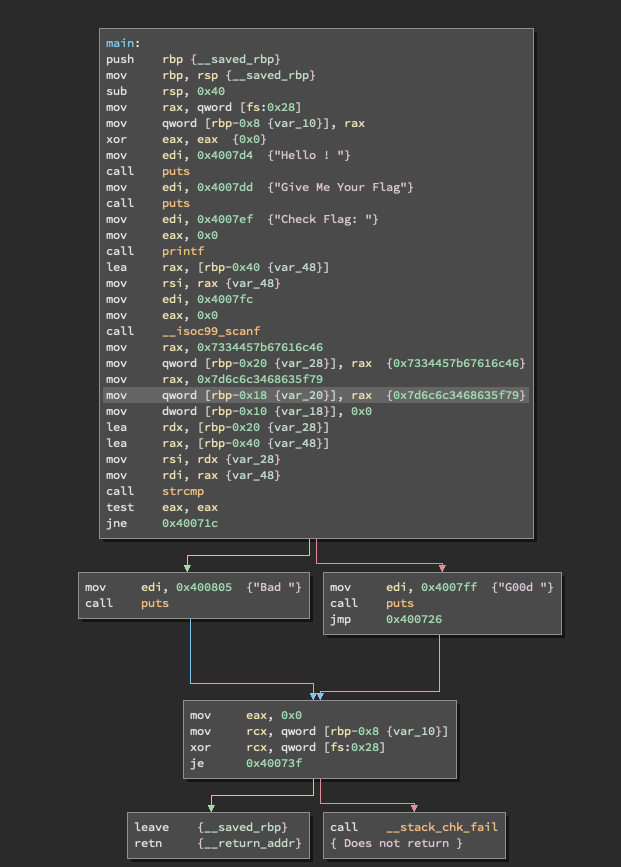 main:
push rbp {__saved_rbp}
mov rbp, rsp {__saved_rbp}
sub rsp, 0x40
mov rax, qword [fs:0x28]
mov qword [rbp-0x8 {var_10}], rax
xor eax, eax {0x0}
mov edi, 0x4007d4 {"Hello ! "}
call puts
mov edi, 0x4007dd {"Give Me Your Flag"}
call puts
mov edi, 0x4007ef {"Check Flag: "}
mov eax, 0x0
call printf
lea rax, [rbp-0x40 {var_48}]
mov rsi, rax {var_48}
mov edi, 0x4007fc
mov eax, 0x0
call __isoc99_scanf
mov rax, 0x7334457b67616c46
mov qword [rbp-0x20 {var_28}], rax {0x7334457b67616c46}
mov rax, 0x7d6c6c3468635f79
mov qword [rbp-0x18 {var_20}], rax {0x7d6c6c3468635f79}
mov dword [rbp-0x10 {var_18}], 0x0
lea rdx, [rbp-0x20 {var_28}]
lea rax, [rbp-0x40 {var_48}]
mov rsi, rdx {var_28}
mov rdi, rax {var_48}
call strcmp
test eax, eax
jne 0x40071c
mov edi, 0x400805 {"Bad "}
call puts
mov edi, 0x4007ff {"G00d "}
call puts
jmp 0x400726
mov eax, 0x0
mov rcx, qword [rbp-0x8 {var_10}]
xor rcx, qword [fs:0x28]
je 0x40073f
leave {__saved_rbp}
retn {__return_addr}
call __stack_chk_fail
{ Does not return }